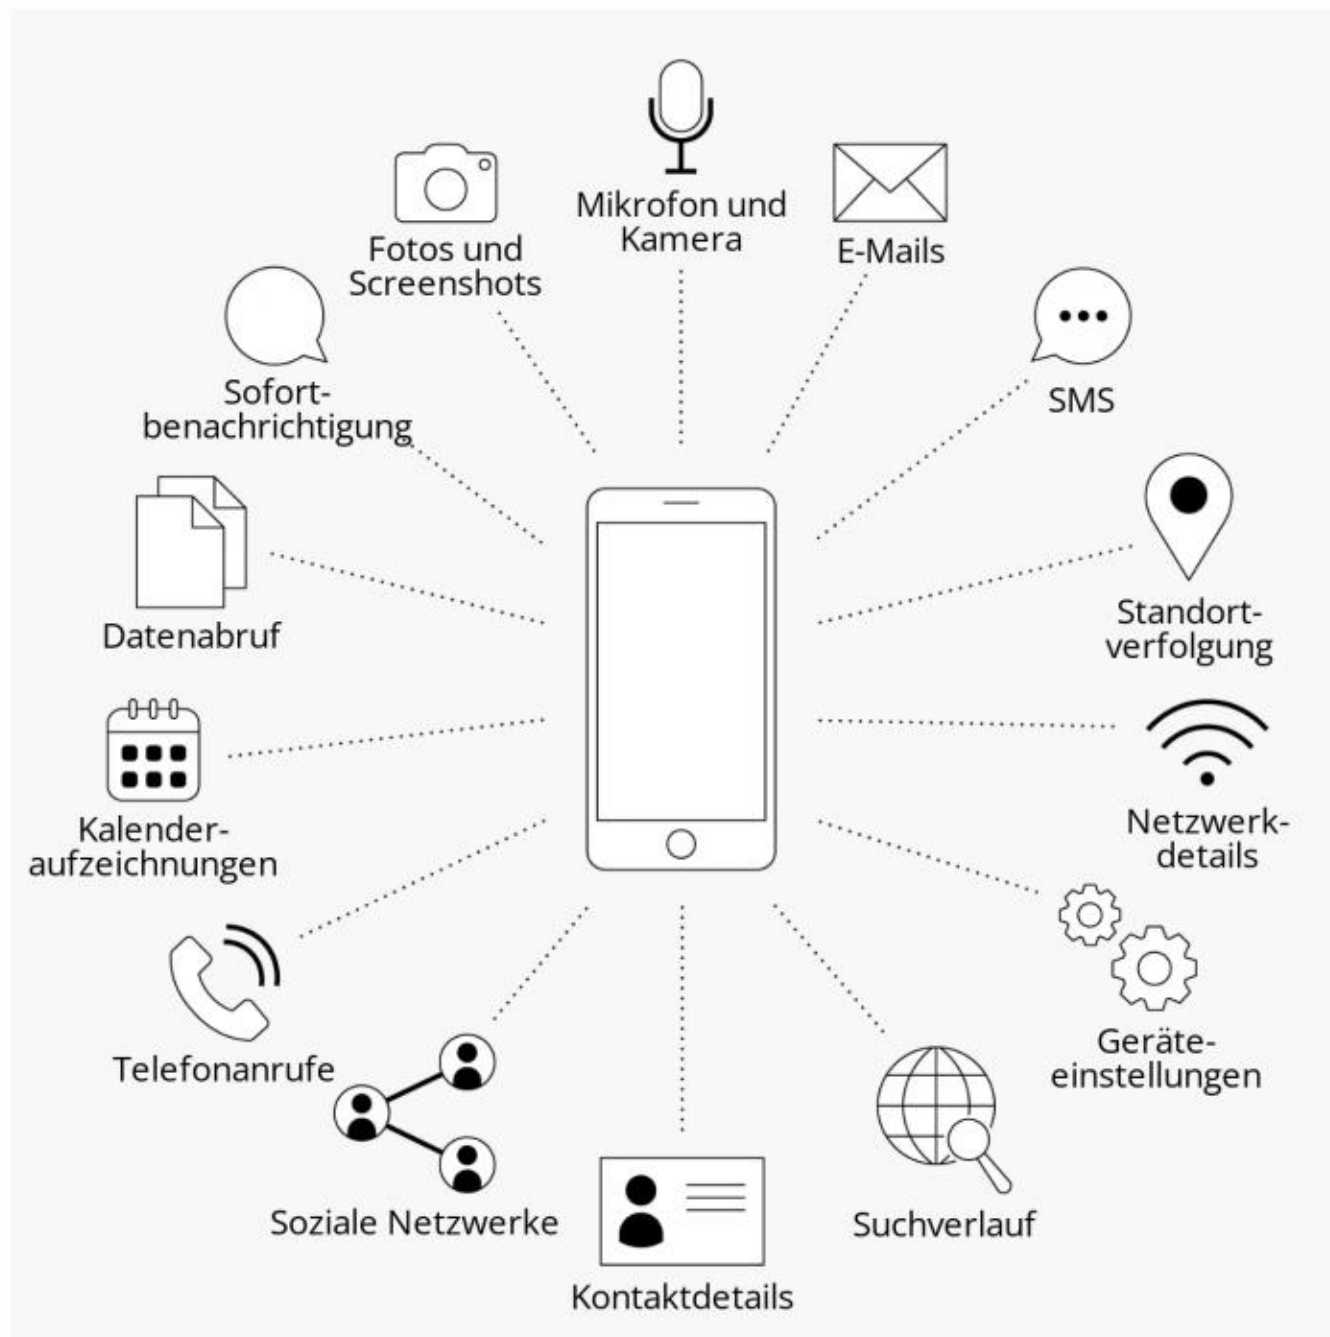 Mikrofon und
Kamera
E-Mails
SMS
Standort-
verfolgung
Netzwerk-
details
Geräte-
einstellungen
Suchverlauf
Kontaktdetails
Soziale Netzwerke
Telefonanrufe
Kalender-
aufzeichnungen
Datenabruf
Sofort-
benachrichtigung
Fotos und
Screenshots